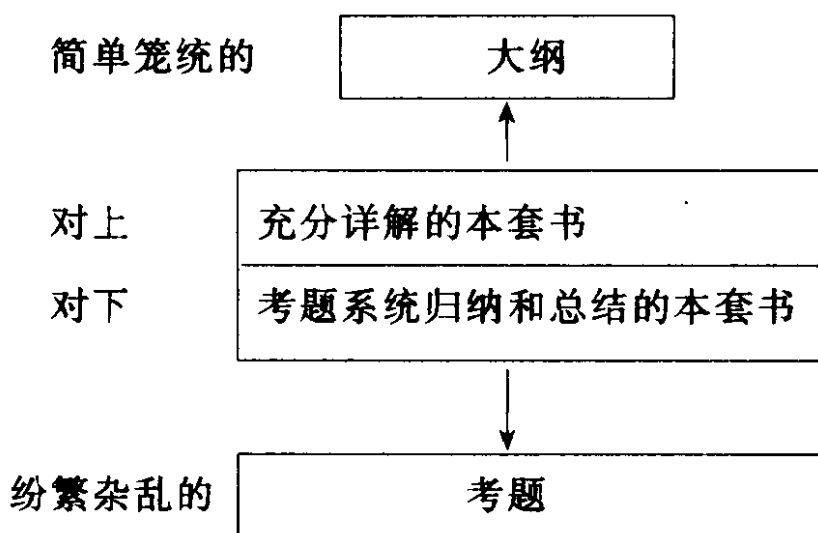 简单笼统的 大纲
对上 充分详解的本套书
对下 考题系统归纳和总结的本套书
纷繁杂乱的 考题